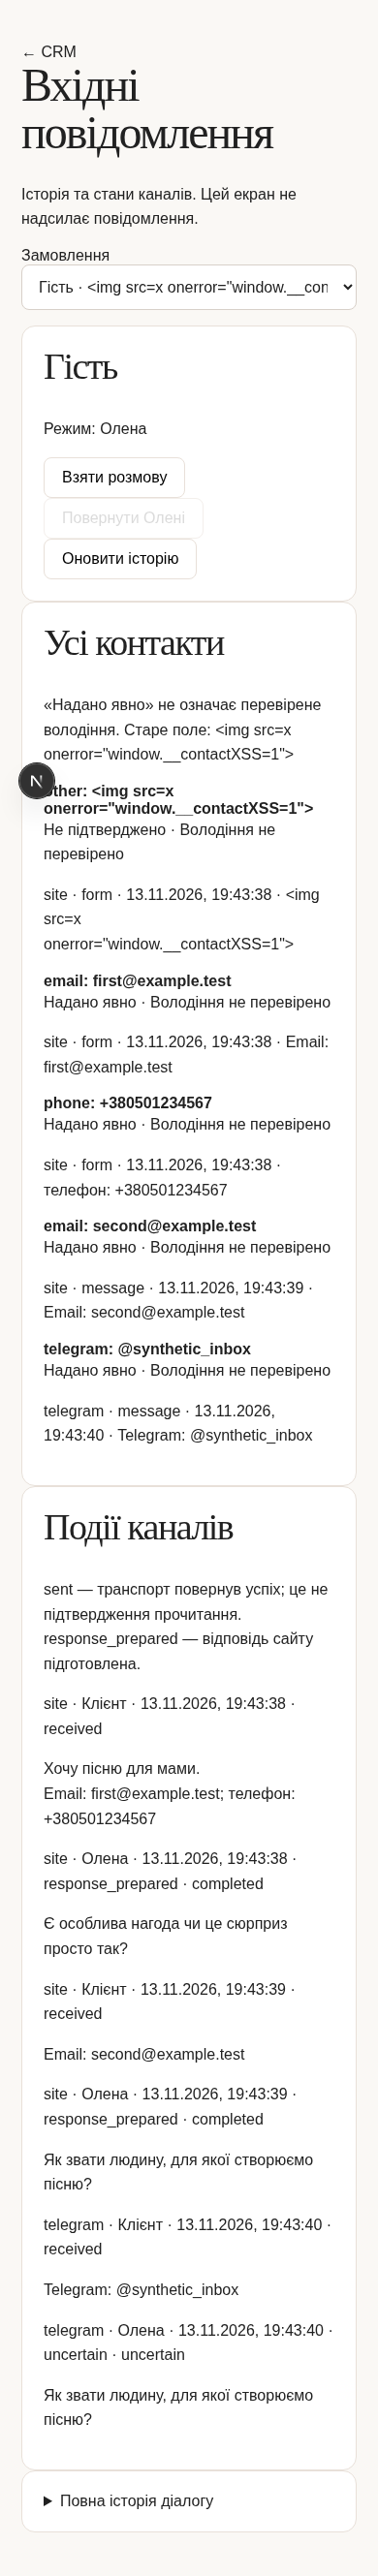 ← CRM
Вхідні
повідомлення
Історія та стани каналів. Цей екран не
надсилає повідомлення.
Замовлення
Гість · <img src=x onerror="window.__con
Гість
Режим: Олена
Взяти розмову
Повернути Олені
Оновити історію
Усі контакти
«Надано явно» не означає перевірене
володіння. Старе поле: <img src=x
onerror="window.__contactXSS=1">
other: <img src=x
onerror="window.__contactXSS=1">
Не підтверджено · Володіння не
перевірено
site · form · 13.11.2026, 19:43:38 · <img
src=x
onerror="window.__contactXSS=1">
email: first@example.test
Надано явно · Володіння не перевірено
site · form · 13.11.2026, 19:43:38 · Email:
first@example.test
phone: +380501234567
Надано явно · Володіння не перевірено
site · form · 13.11.2026, 19:43:38 ·
телефон: +380501234567
email: second@example.test
Надано явно · Володіння не перевірено
site · message · 13.11.2026, 19:43:39 ·
Email: second@example.test
telegram: @synthetic_inbox
Надано явно · Володіння не перевірено
telegram · message · 13.11.2026,
19:43:40 · Telegram: @synthetic_inbox
Події каналів
sent — транспорт повернув успіх; це не
підтвердження прочитання.
response_prepared — відповідь сайту
підготовлена.
site · Клієнт · 13.11.2026, 19:43:38 ·
received
Хочу пісню для мами.
Email: first@example.test; телефон:
+380501234567
site · Олена · 13.11.2026, 19:43:38 ·
response_prepared · completed
Є особлива нагода чи це сюрприз
просто так?
site · Клієнт · 13.11.2026, 19:43:39 ·
received
Email: second@example.test
site · Олена · 13.11.2026, 19:43:39 ·
response_prepared · completed
Як звати людину, для якої створюємо
пісню?
telegram · Клієнт · 13.11.2026, 19:43:40 ·
received
Telegram: @synthetic_inbox
telegram · Олена · 13.11.2026, 19:43:40 ·
uncertain · uncertain
Як звати людину, для якої створюємо
пісню?
Повна історія діалогу